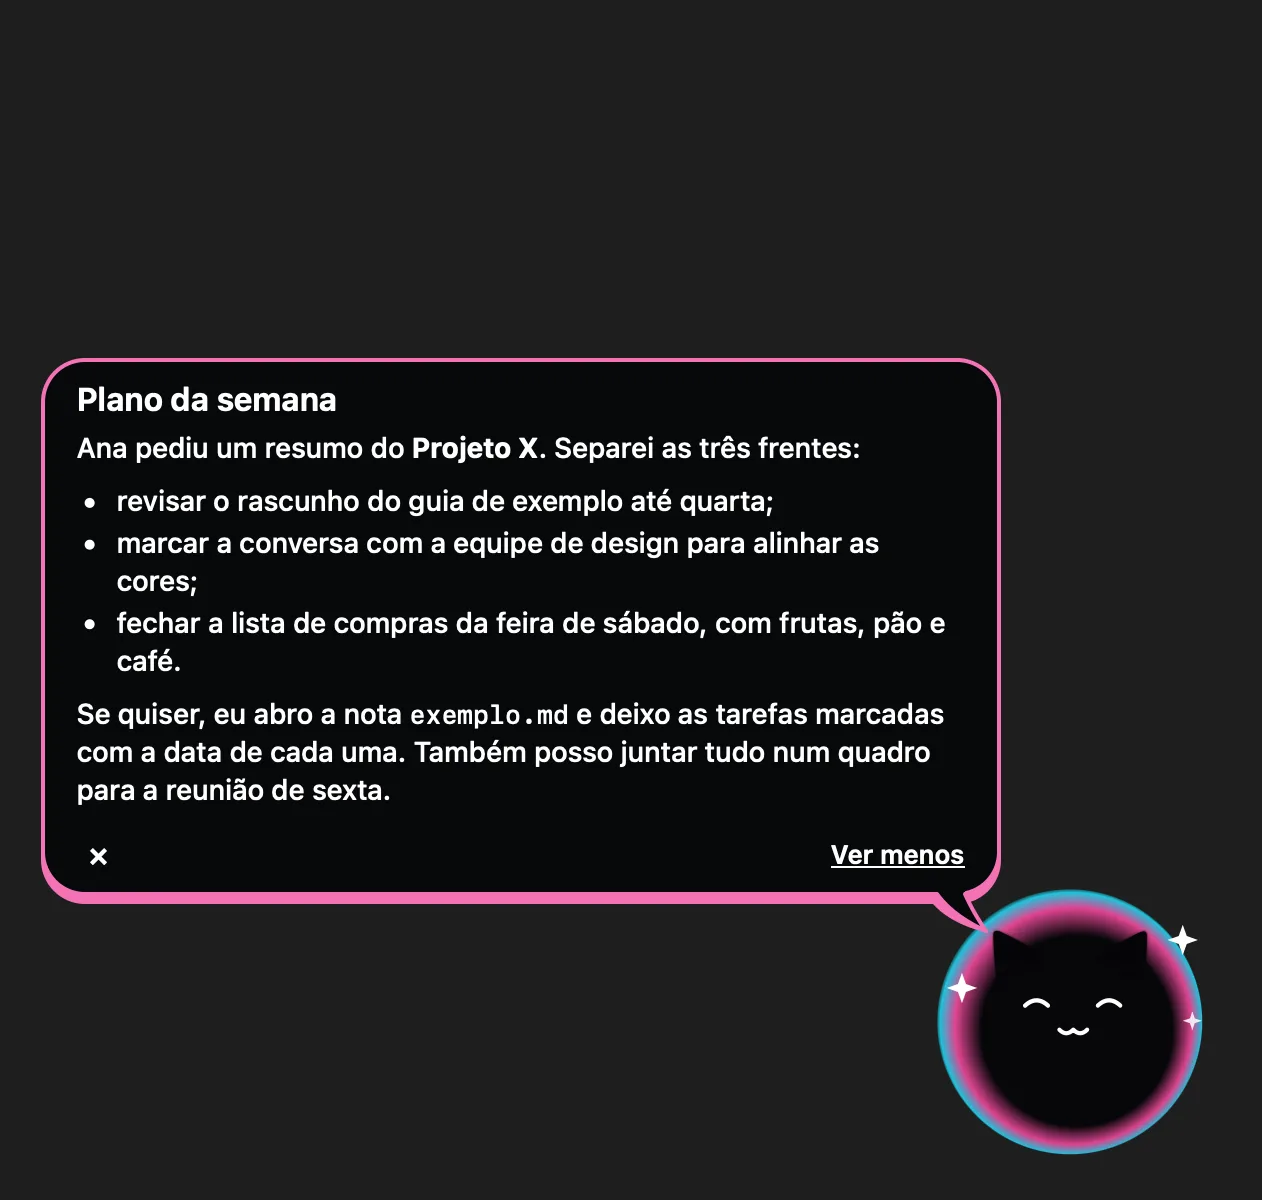 Plano da semana
Ana pediu um resumo do Projeto X. Separei as três frentes:
• revisar o rascunho do guia de exemplo até quarta;
• marcar a conversa com a equipe de design para alinhar as
cores;
• fechar a lista de compras da feira de sábado, com frutas, pão e
café.
Se quiser, eu abro a nota exemplo.md e deixo as tarefas marcadas
com a data de cada uma. Também posso juntar tudo num quadro
para a reunião de sexta.
× Ver menos